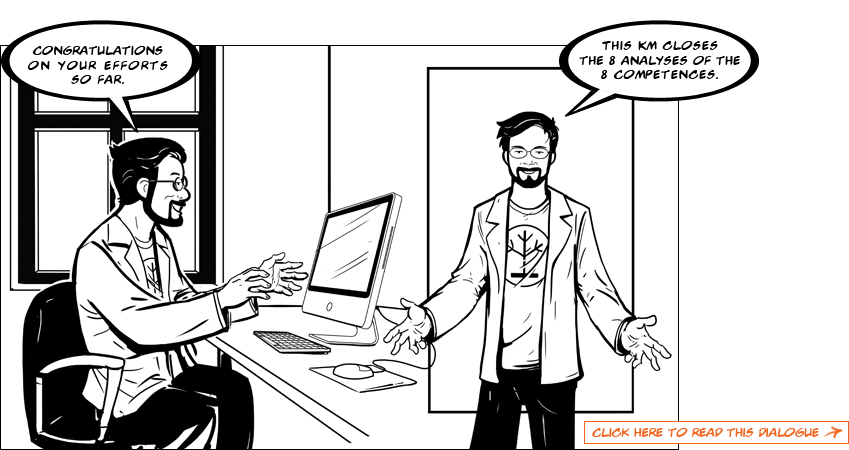 CONGRATULATIONS
ON YOUR EFFORTS
SO FAR.
THIS KM CLOSES
THE 8 ANALYSES OF THE
8 COMPETENCES.
CLICK HERE TO READ THIS DIALOGUE